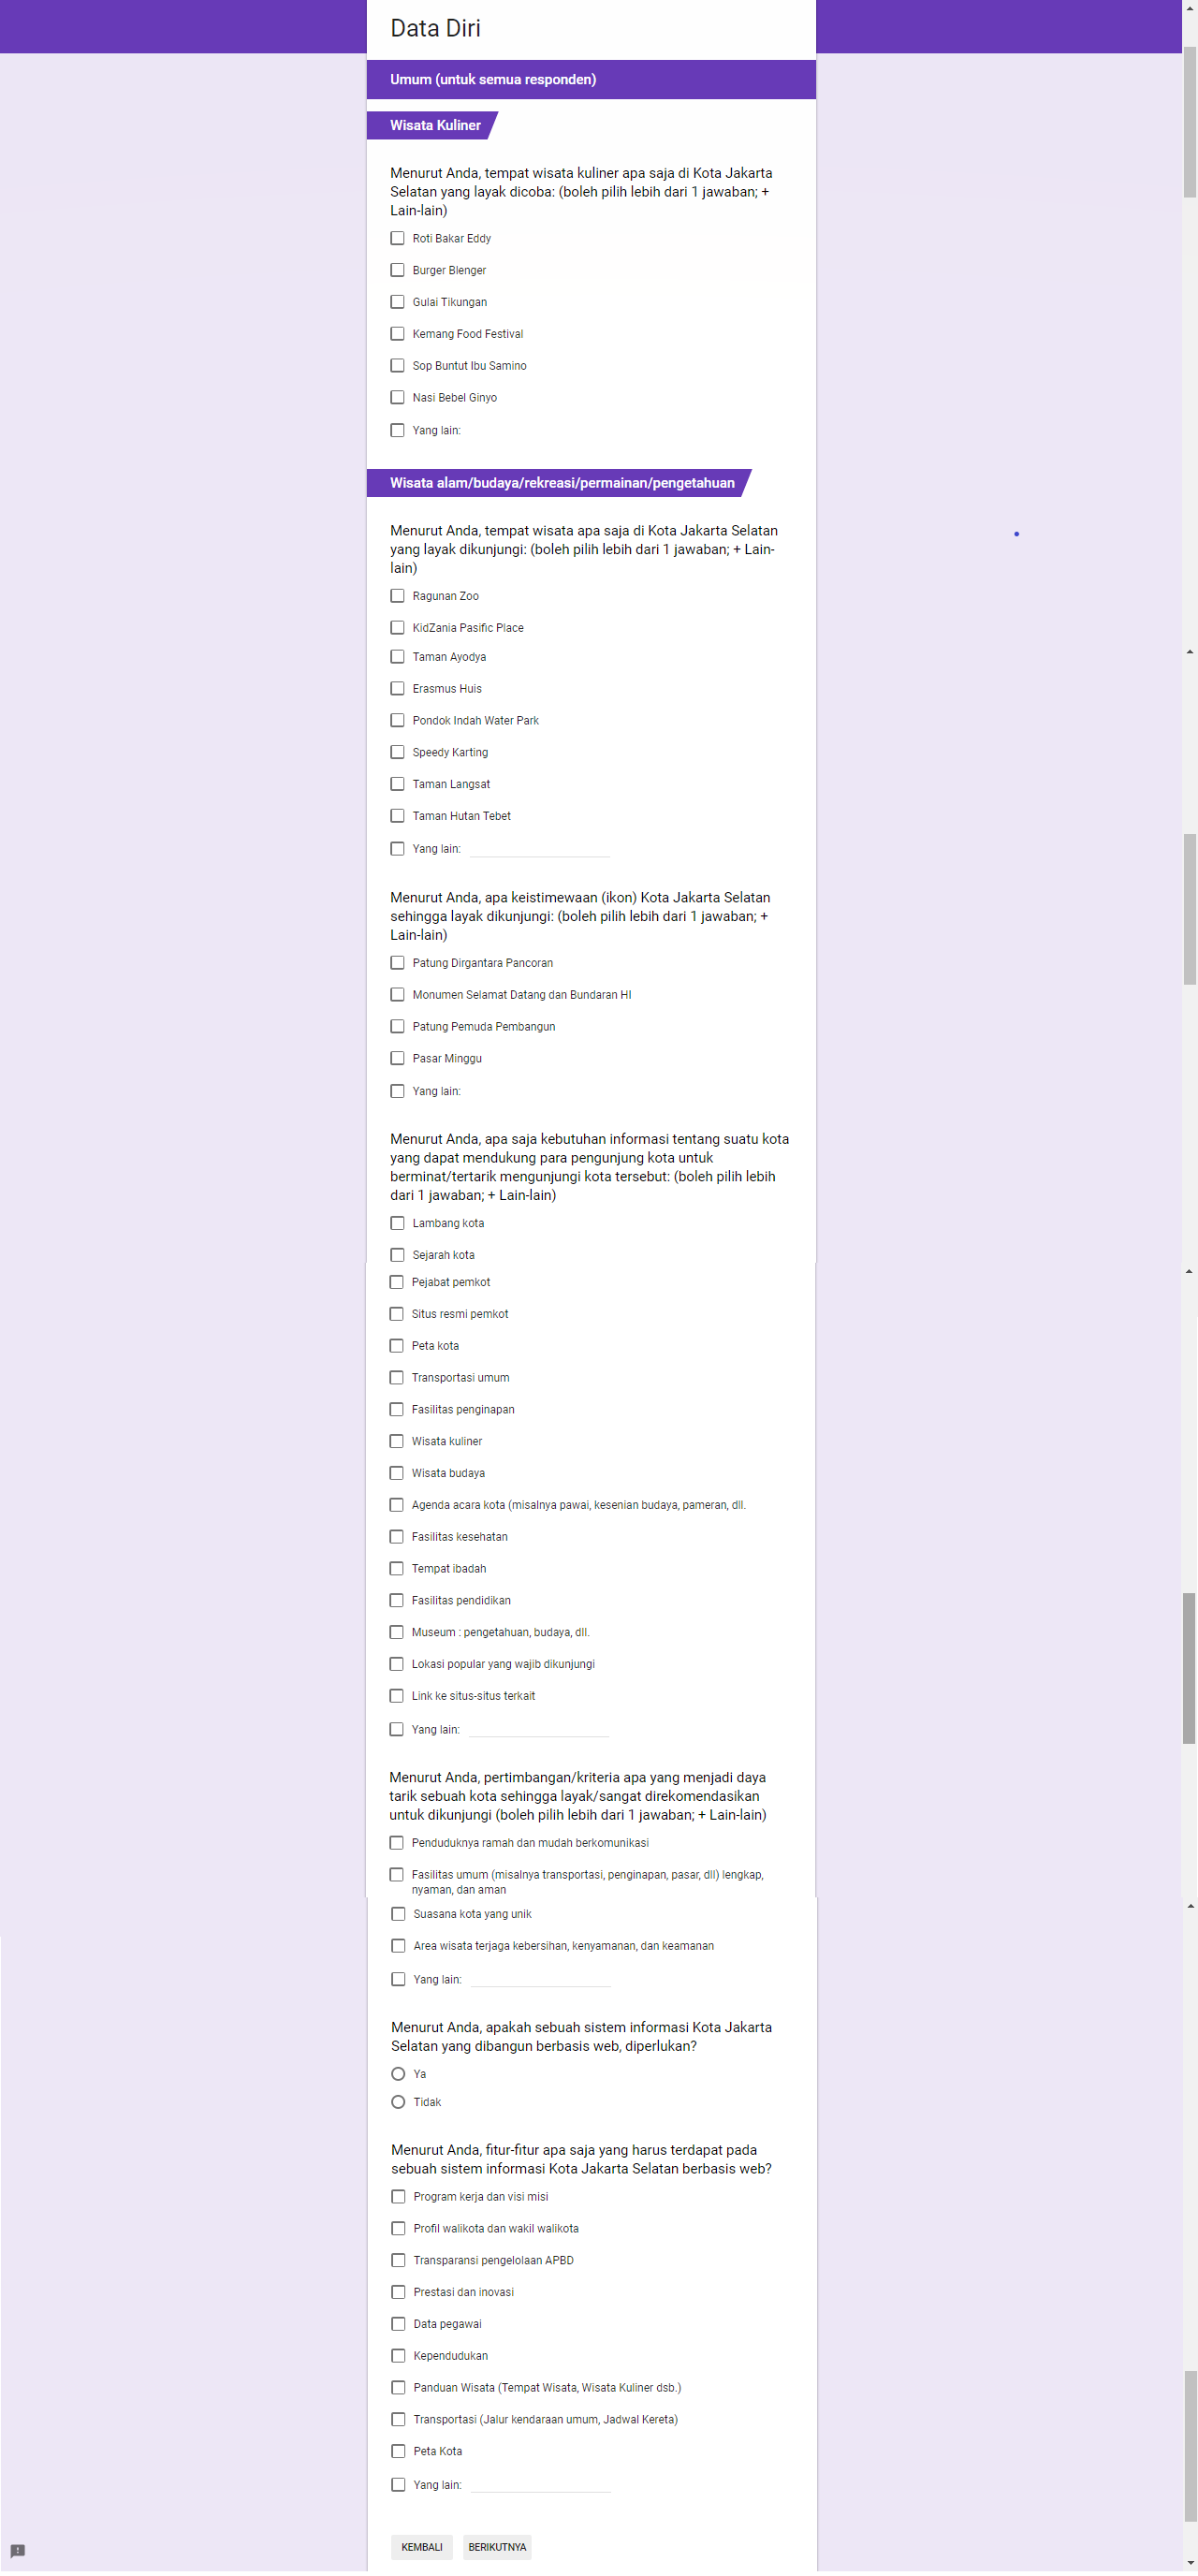 Data Diri
Umum (untuk semua responden)
Wisata Kuliner
Menurut Anda, tempat wisata kuliner apa saja di Kota Jakarta
Selatan yang layak dicoba: (boleh pilih lebih dari 1 jawaban; +
Lain-lain)
Roti Bakar Eddy
Burger Blenger
Gulai Tikungan
Kemang Food Festival
Sop Buntut Ibu Samino
Nasi Bebel Ginyo
Yang lain:
Wisata alam/budaya/rekreasi/permainan/pengetahuan
Menurut Anda, tempat wisata apa saja di Kota Jakarta Selatan
yang layak dikunjungi: (boleh pilih lebih dari 1 jawaban; + Lain-
lain)
Ragunan Zoo
KidZania Pasific Place
Taman Ayodya
Erasmus Huis
Pondok Indah Water Park
Speedy Karting
Taman Langsat
Taman Hutan Tebet
Yang lain:
Menurut Anda, apa keistimewaan (ikon) Kota Jakarta Selatan
sehingga layak dikunjungi: (boleh pilih lebih dari 1 jawaban; +
Lain-lain)
Patung Dirgantara Pancoran
Monumen Selamat Datang dan Bundaran HI
Patung Pemuda Pembangun
Pasar Minggu
Yang lain:
Menurut Anda, apa saja kebutuhan informasi tentang suatu kota
yang dapat mendukung para pengunjung kota untuk
berminat/tertarik mengunjungi kota tersebut: (boleh pilih lebih
dari 1 jawaban; + Lain-lain)
Lambang kota
Sejarah kota
Pejabat pemkot
Situs resmi pemkot
Peta kota
Transportasi umum
Fasilitas penginapan
Wisata kuliner
Wisata budaya
Agenda acara kota (misalnya pawai, kesenian budaya, pameran, dll.
Fasilitas kesehatan
Tempat ibadah
Fasilitas pendidikan
Museum : pengetahuan, budaya, dll.
Lokasi popular yang wajib dikunjungi
Link ke situs-situs terkait
Yang lain:
Menurut Anda, pertimbangan/kriteria apa yang menjadi daya
tarik sebuah kota sehingga layak/sangat direkomendasikan
untuk dikunjungi (boleh pilih lebih dari 1 jawaban; + Lain-lain)
Penduduknya ramah dan mudah berkomunikasi
Fasilitas umum (misalnya transportasi, penginapan, pasar, dll) lengkap,
nyaman, dan aman
Suasana kota yang unik
Area wisata terjaga kebersihan, kenyamanan, dan keamanan
Yang lain:
Menurut Anda, apakah sebuah sistem informasi Kota Jakarta
Selatan yang dibangun berbasis web, diperlukan?
Ya
Tidak
Menurut Anda, fitur-fitur apa saja yang harus terdapat pada
sebuah sistem informasi Kota Jakarta Selatan berbasis web?
Program kerja dan visi misi
Profil walikota dan wakil walikota
Transparansi pengelolaan APBD
Prestasi dan inovasi
Data pegawai
Kependudukan
Panduan Wisata (Tempat Wisata, Wisata Kuliner dsb.)
Transportasi (Jalur kendaraan umum, Jadwal Kereta)
Peta Kota
Yang lain:
KEMBALI BERIKUTNYA